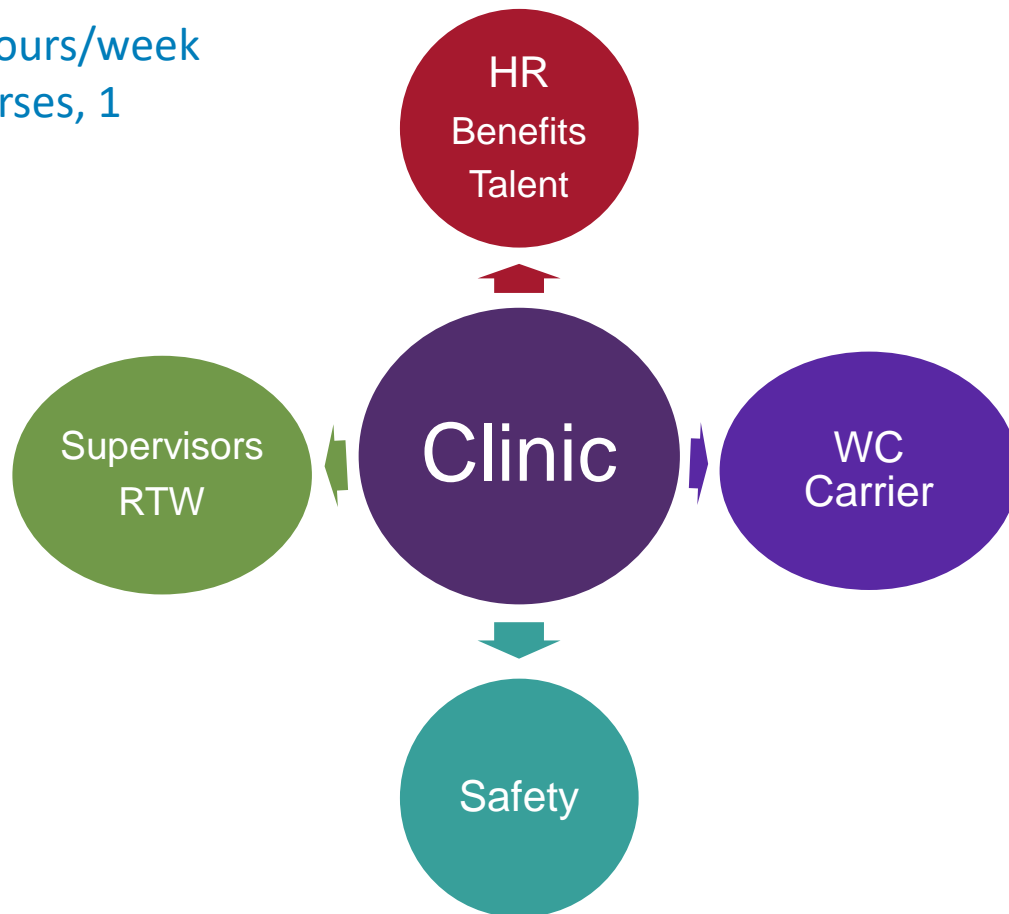 ours/week
rses, 1
HR
Benefits
Talent
Supervisors
RTW
Clinic
WC
Carrier
Safety